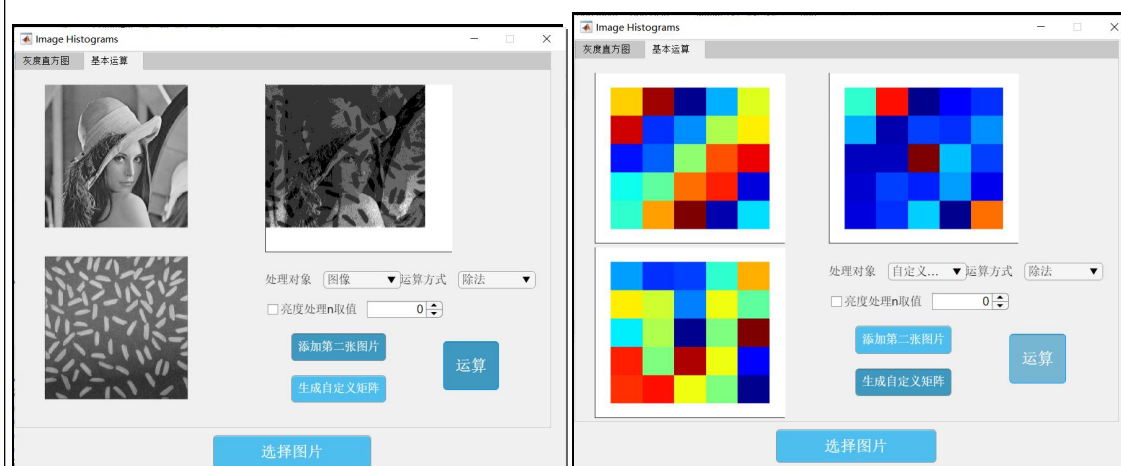 Image Histograms
灰度直方图 基本运算
处理对象 图像 运算方式 除法
亮度处理n取值 0
添加第二张图片
运算
生成自定义矩阵
选择图片
Image Histograms
灰度直方图 基本运算
处理对象 自定义... 运算方式 除法
亮度处理n取值 0
添加第二张图片
运算
生成自定义矩阵
选择图片